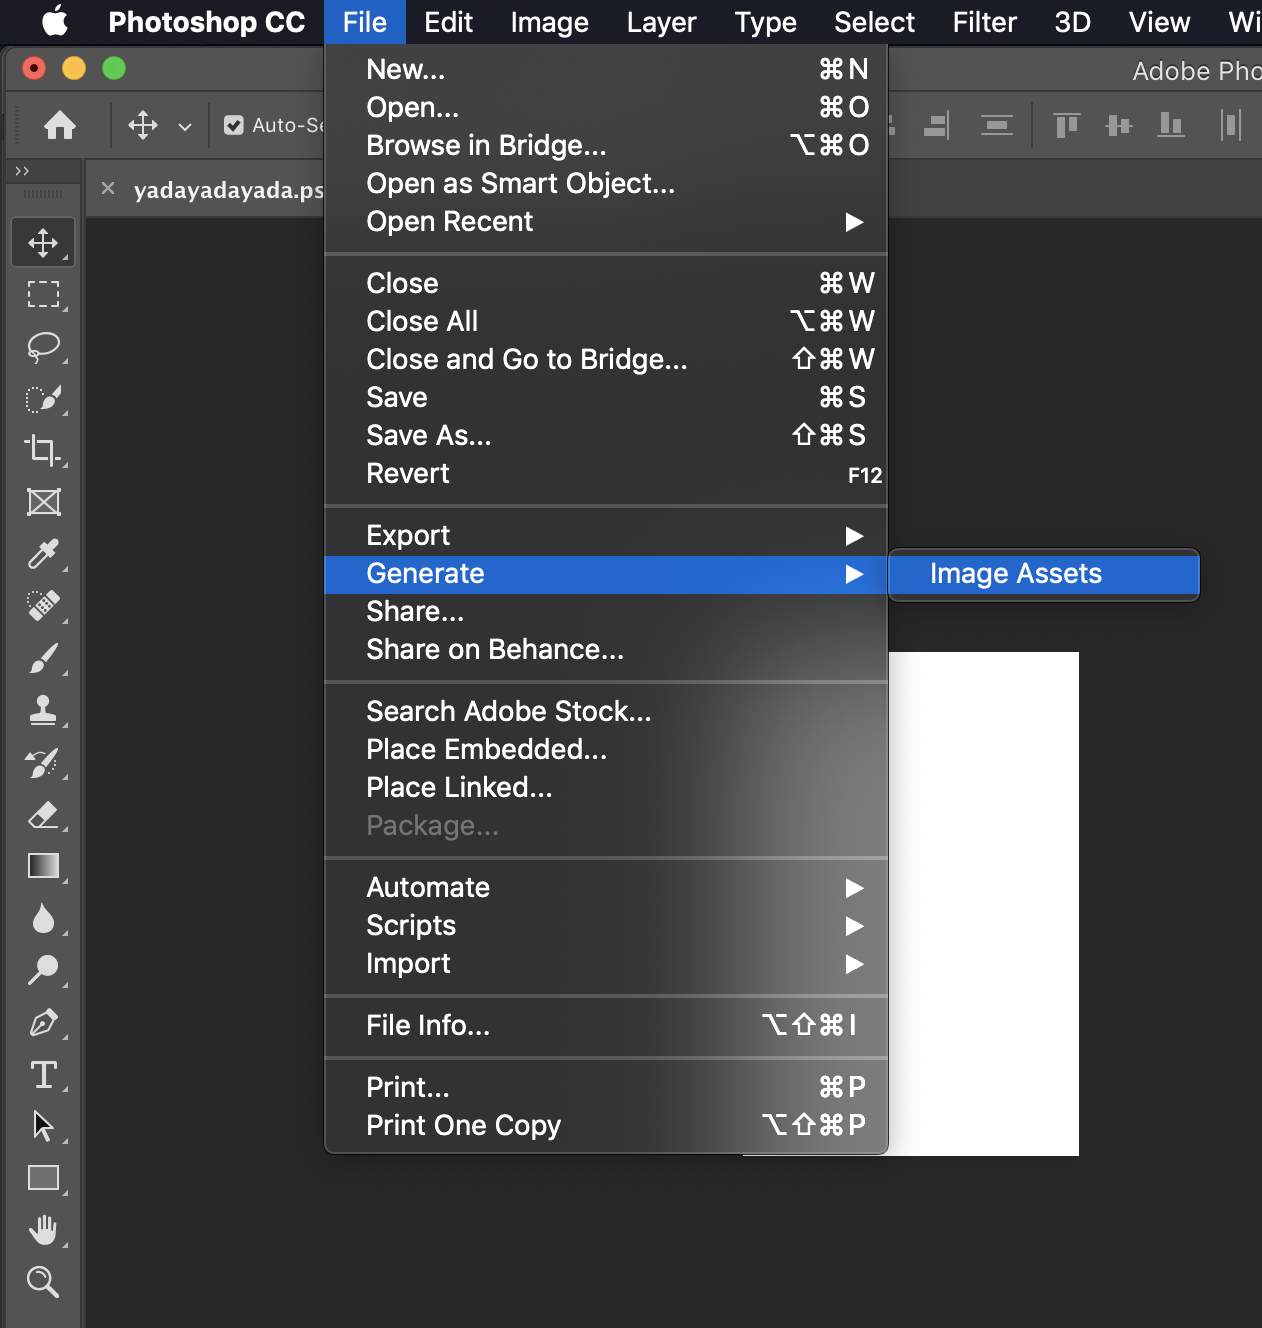 Photoshop CC File Edit Image Layer Type Select Filter 3D View Wi
Adobe Pho
Auto-Se
yadayadayada.ps
New... ⌘N
Open... ⌘O
Browse in Bridge... ⌥⌘O
Open as Smart Object...
Open Recent ▶
Close ⌘W
Close All ⌥⌘W
Close and Go to Bridge... ⇧⌘W
Save ⌘S
Save As... ⇧⌘S
Revert F12
Export ▶
Generate ▶ Image Assets
Share...
Share on Behance...
Search Adobe Stock...
Place Embedded...
Place Linked...
Package...
Automate ▶
Scripts ▶
Import ▶
File Info... ⌥⇧⌘I
Print... ⌘P
Print One Copy ⌥⇧⌘P